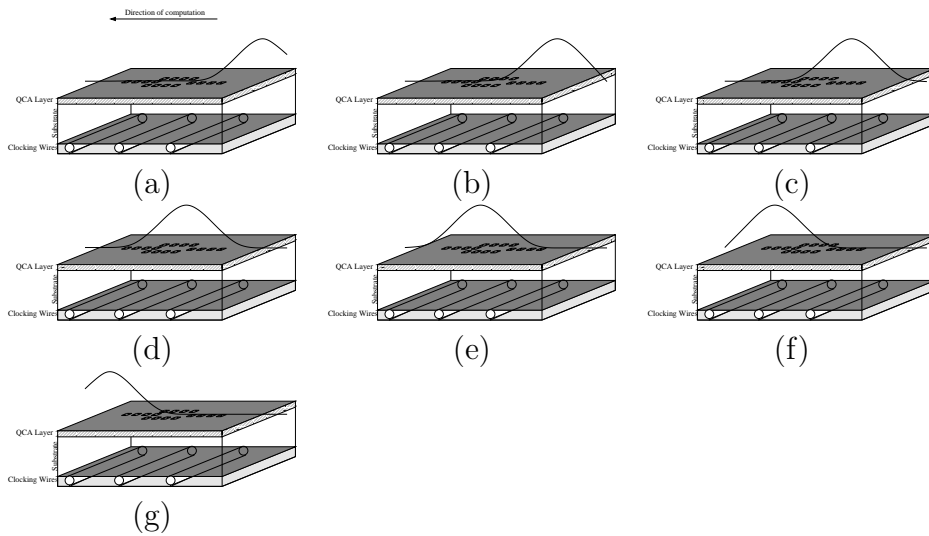 Direction of computation
QCA Layer
Substrate
Clocking Wires
(a)
QCA Layer
Substrate
Clocking Wires
(b)
QCA Layer
Substrate
Clocking Wires
(c)
QCA Layer
Substrate
Clocking Wires
(d)
QCA Layer
Substrate
Clocking Wires
(e)
QCA Layer
Substrate
Clocking Wires
(f)
QCA Layer
Substrate
Clocking Wires
(g)